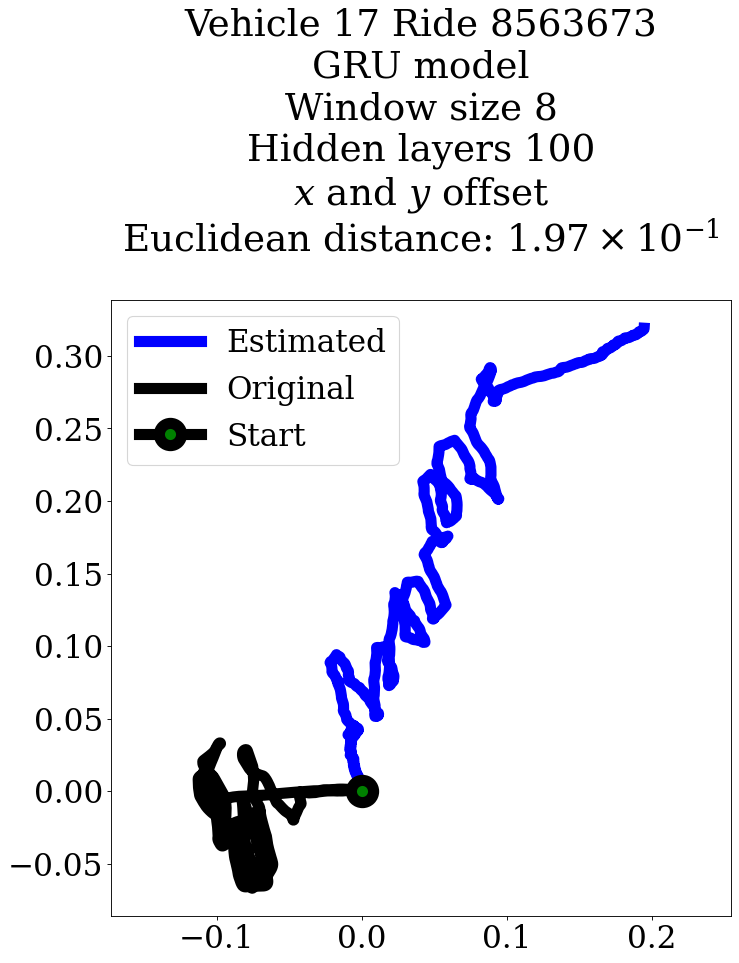 Vehicle 17 Ride 8563673
GRU model
Window size 8
Hidden layers 100
x and y offset
Euclidean distance: 1.97 × 10⁻¹
Estimated
Original
Start
0.30
0.25
0.20
0.15
0.10
0.05
0.00
−0.05
−0.1 0.0 0.1 0.2